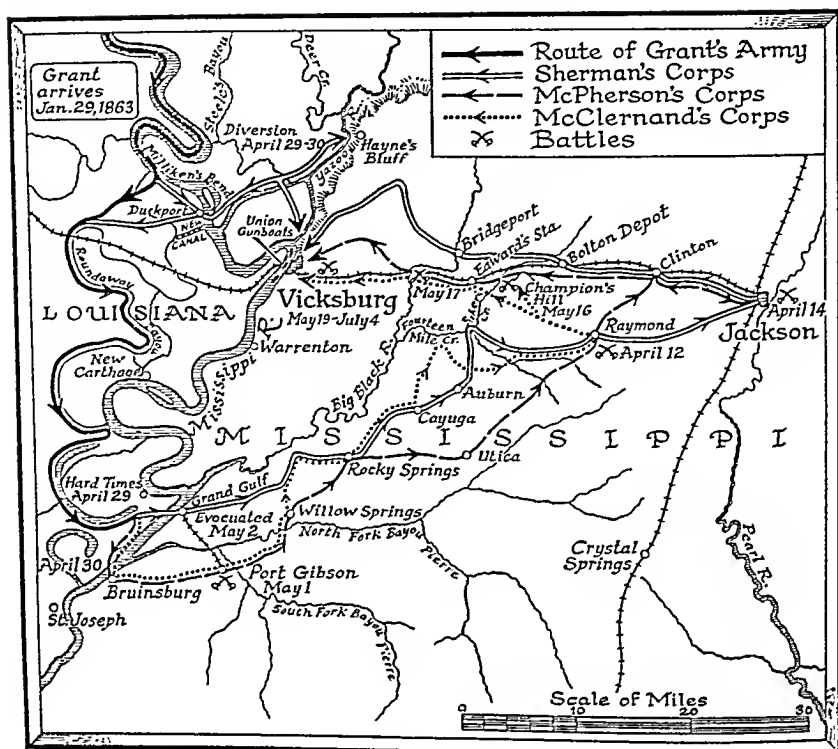 Grant
arrives
Jan. 29, 1863
Route of Grant's Army
Sherman's Corps
McPherson's Corps
McClernand's Corps
Battles
Steele's Bayou
Deer Cr.
Diversion
April 29-30
Hayne's
Bluff
Yazoo R.
Milliken's Bend
Duckport
NEW
CANAL
Union
Gunboats
Roundaway
Bayou
LOUISIANA
Vicksburg
May 19-July 4
Warrenton
New
Carthage
Mississippi R.
Bridgeport
Edward's Sta.
Bolton Depot
Clinton
May 17
Champion's
Hill
May 16
Baker's Cr.
Fourteen
Mile Cr.
Raymond
April 12
April 14
Jackson
Big Black R.
Auburn
Cayuga
MISSISSIPPI
Utica
Rocky Springs
Hard Times
April 29
Grand Gulf
Evacuated
May 2
Willow Springs
North Fork Bayou
Pierre
April 30
Bruinsburg
Port Gibson
May 1
South Fork Bayou
Pierre
St. Joseph
Crystal
Springs
Pearl R.
Scale of Miles
0 10 20 30